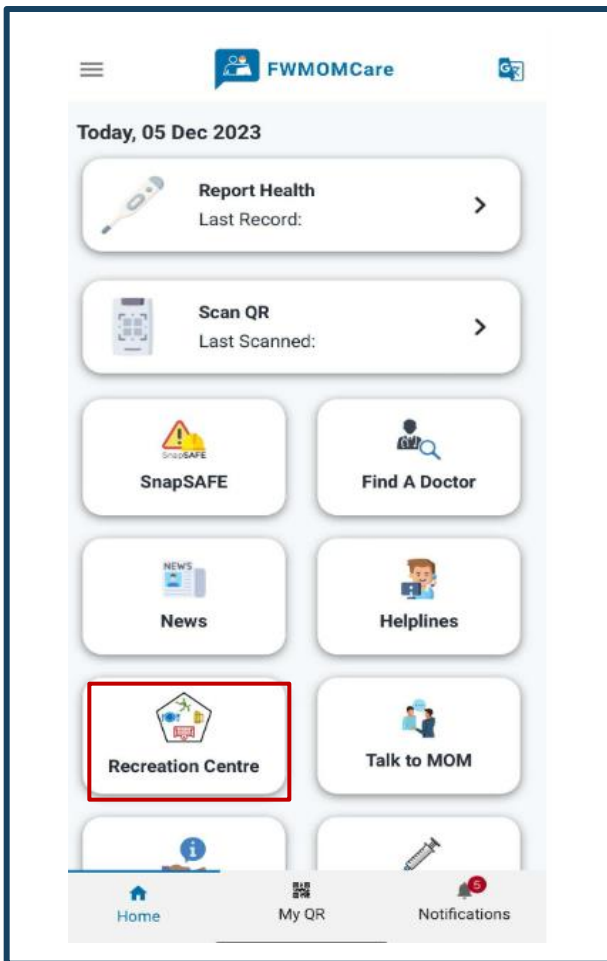 FWMOMCare
Today, 05 Dec 2023
Report Health
Last Record:
Scan QR
Last Scanned:
SnapSAFE
SnapSAFE
Find A Doctor
NEWS
News
Helplines
Recreation Centre
Talk to MOM
5
Home
My QR
Notifications